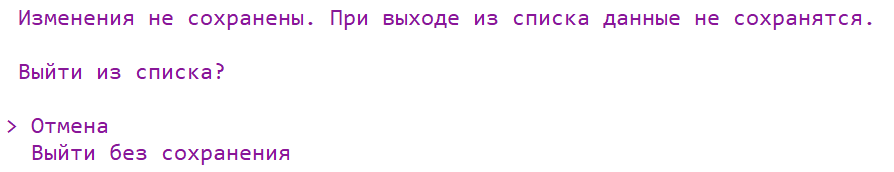 Изменения не сохранены. При выходе из списка данные не сохранятся.
Выйти из списка?
> Отмена
Выйти без сохранения